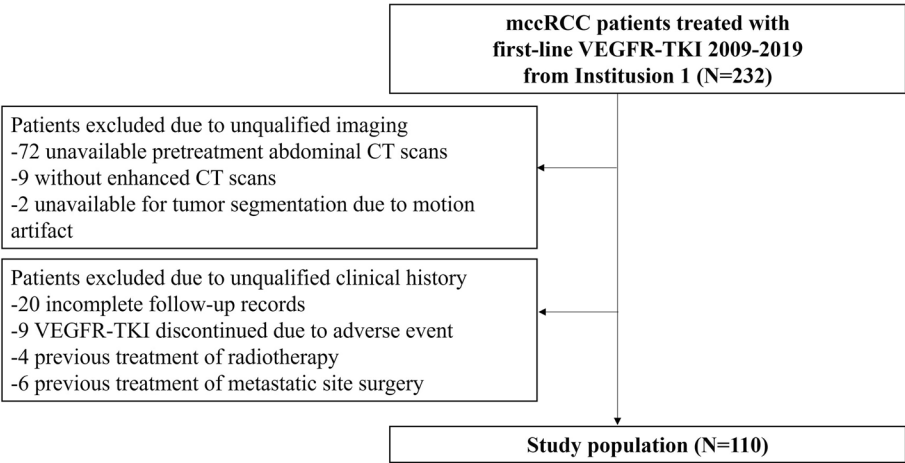 mccRCC patients treated with
first-line VEGFR-TKI 2009-2019
from Institusion 1 (N=232)
Patients excluded due to unqualified imaging
-72 unavailable pretreatment abdominal CT scans
-9 without enhanced CT scans
-2 unavailable for tumor segmentation due to motion
artifact
Patients excluded due to unqualified clinical history
-20 incomplete follow-up records
-9 VEGFR-TKI discontinued due to adverse event
-4 previous treatment of radiotherapy
-6 previous treatment of metastatic site surgery
Study population (N=110)